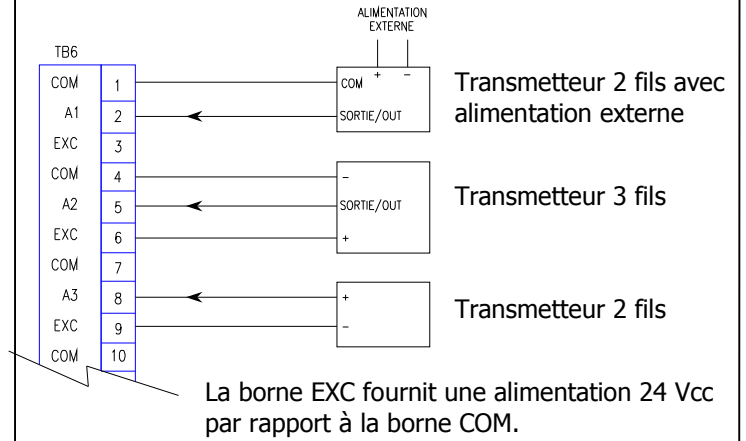 ALIMENTATION
EXTERNE
TB6
COM 1
A1 2
EXC 3
COM 4
A2 5
EXC 6
COM 7
A3 8
EXC 9
COM 10
+ -
COM
SORTIE/OUT
Transmetteur 2 fils avec
alimentation externe
-
SORTIE/OUT
+
Transmetteur 3 fils
+
-
Transmetteur 2 fils
La borne EXC fournit une alimentation 24 Vcc
par rapport à la borne COM.